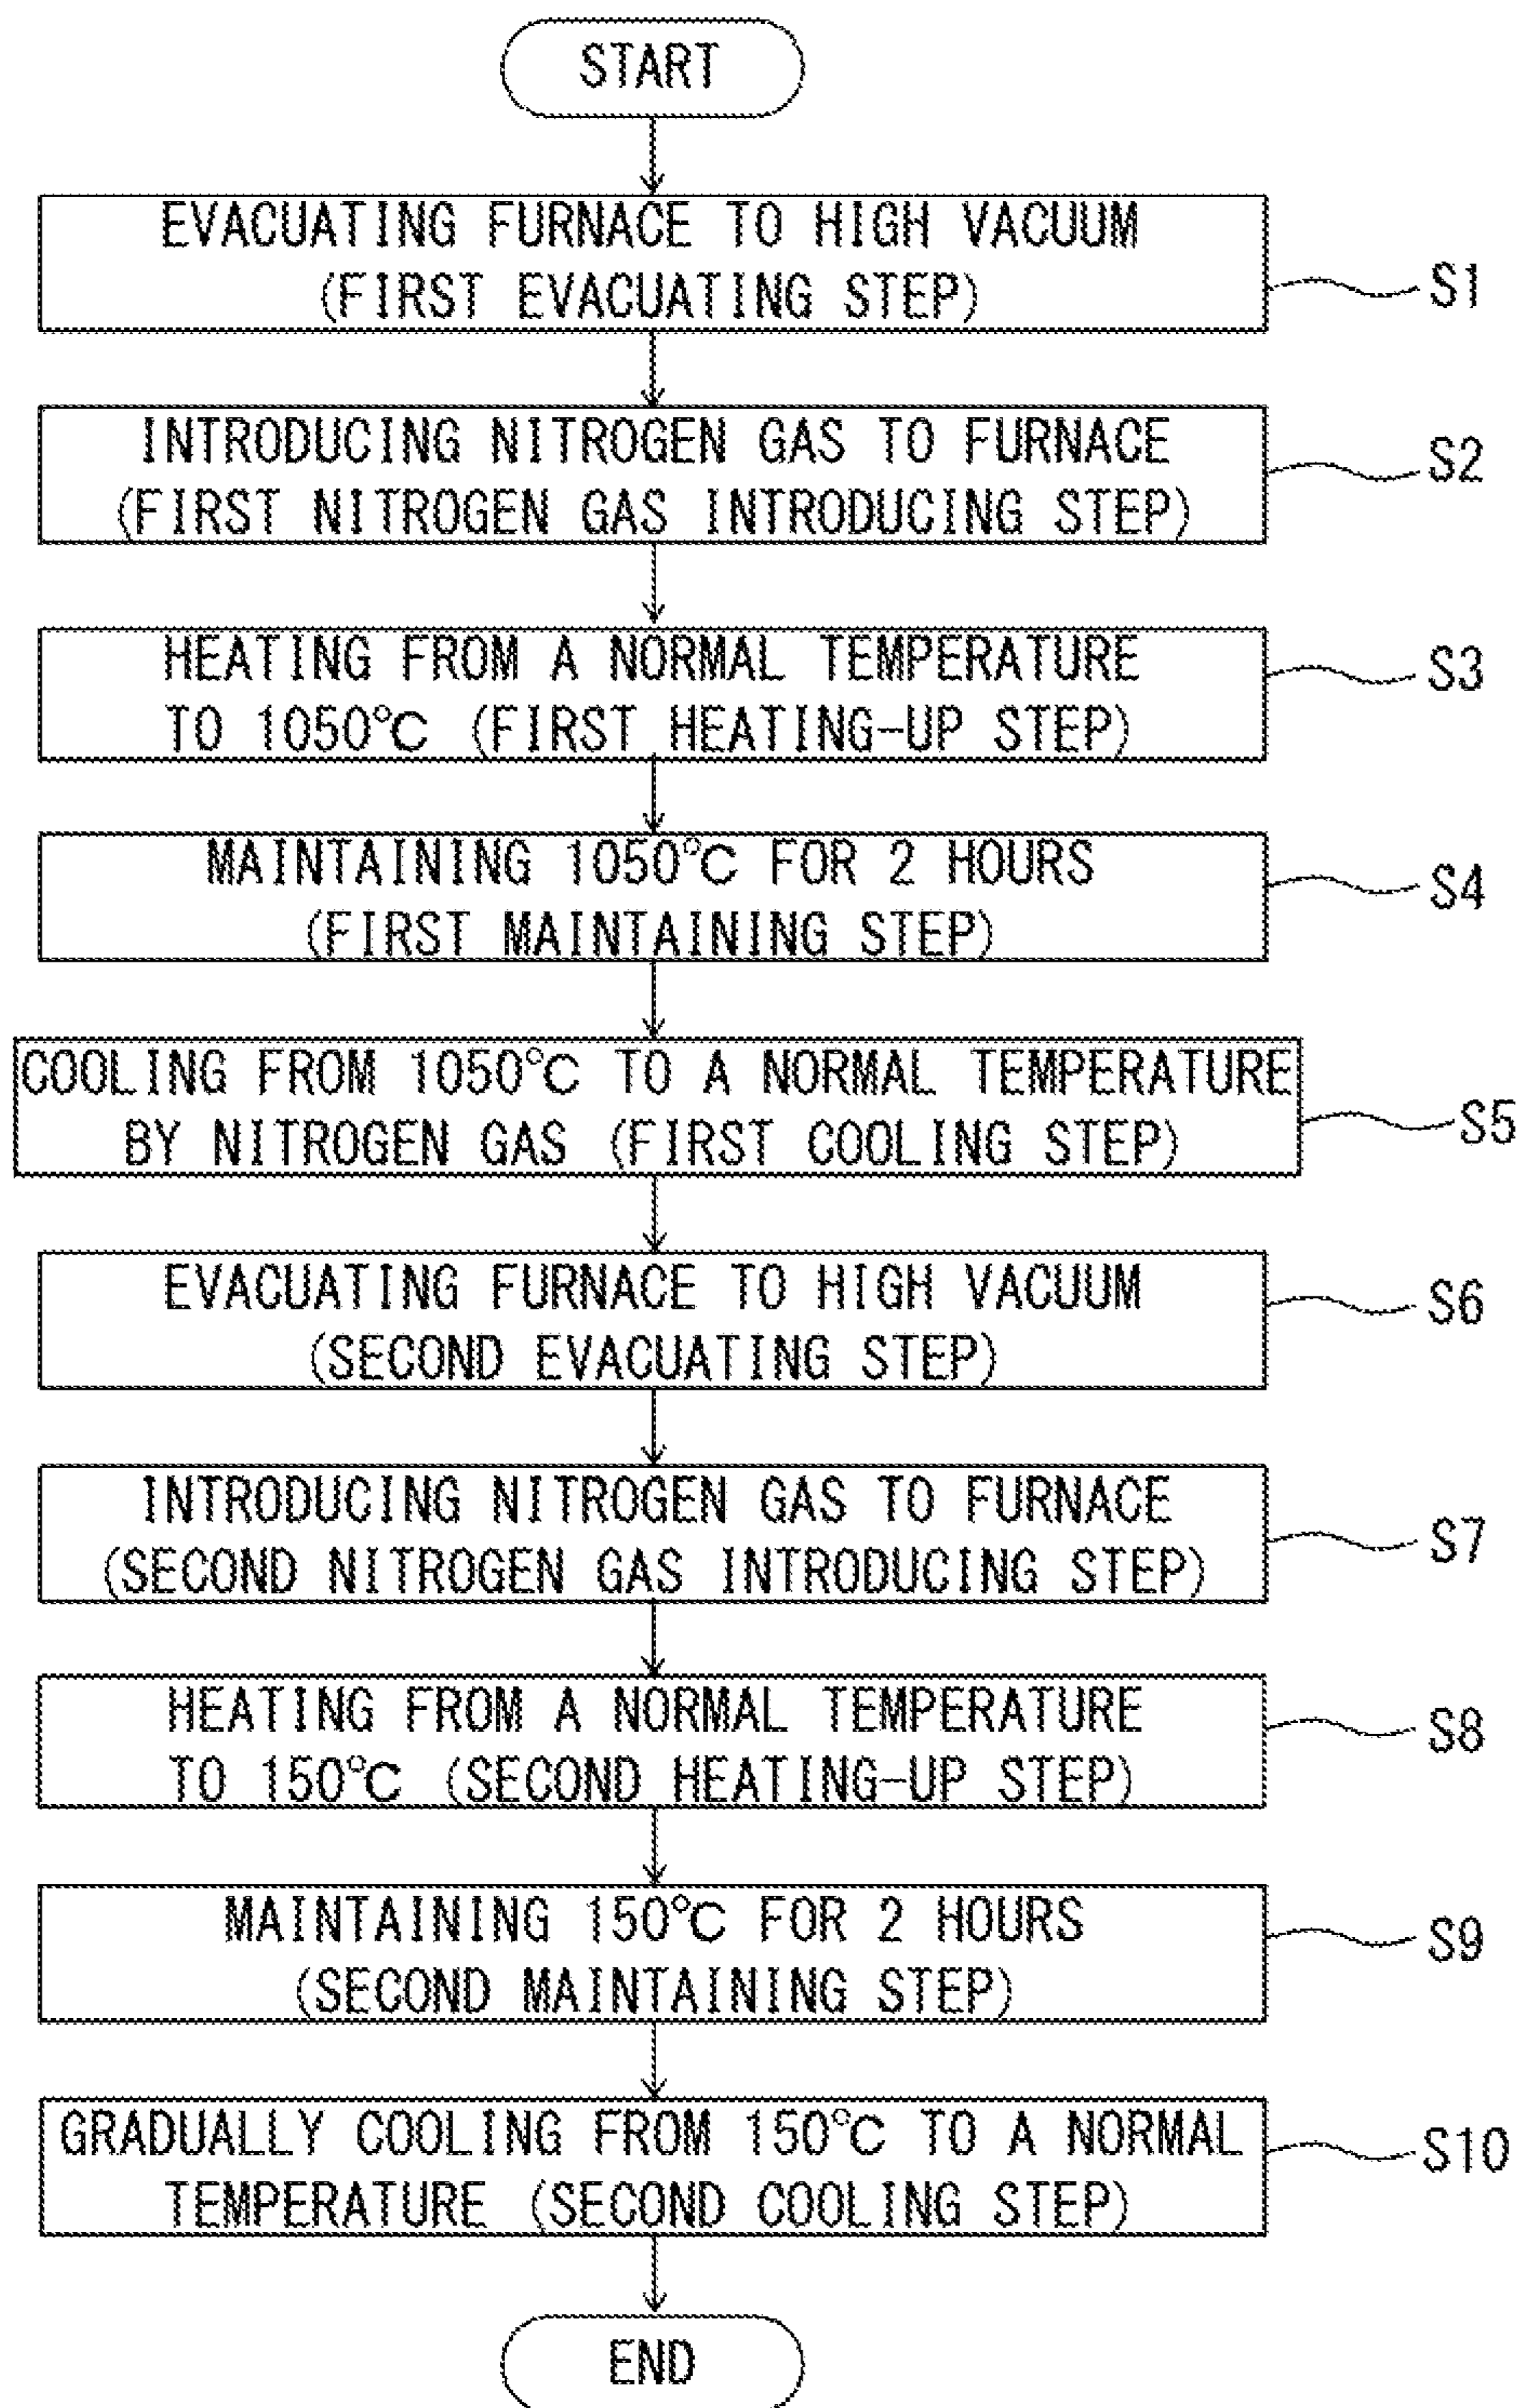 START
EVACUATING FURNACE TO HIGH VACUUM
(FIRST EVACUATING STEP)
S1
INTRODUCING NITROGEN GAS TO FURNACE
(FIRST NITROGEN GAS INTRODUCING STEP)
S2
HEATING FROM A NORMAL TEMPERATURE
TO 1050℃ (FIRST HEATING-UP STEP)
S3
MAINTAINING 1050℃ FOR 2 HOURS
(FIRST MAINTAINING STEP)
S4
COOLING FROM 1050℃ TO A NORMAL TEMPERATURE
BY NITROGEN GAS (FIRST COOLING STEP)
S5
EVACUATING FURNACE TO HIGH VACUUM
(SECOND EVACUATING STEP)
S6
INTRODUCING NITROGEN GAS TO FURNACE
(SECOND NITROGEN GAS INTRODUCING STEP)
S7
HEATING FROM A NORMAL TEMPERATURE
TO 150℃ (SECOND HEATING-UP STEP)
S8
MAINTAINING 150℃ FOR 2 HOURS
(SECOND MAINTAINING STEP)
S9
GRADUALLY COOLING FROM 150℃ TO A NORMAL
TEMPERATURE (SECOND COOLING STEP)
S10
END